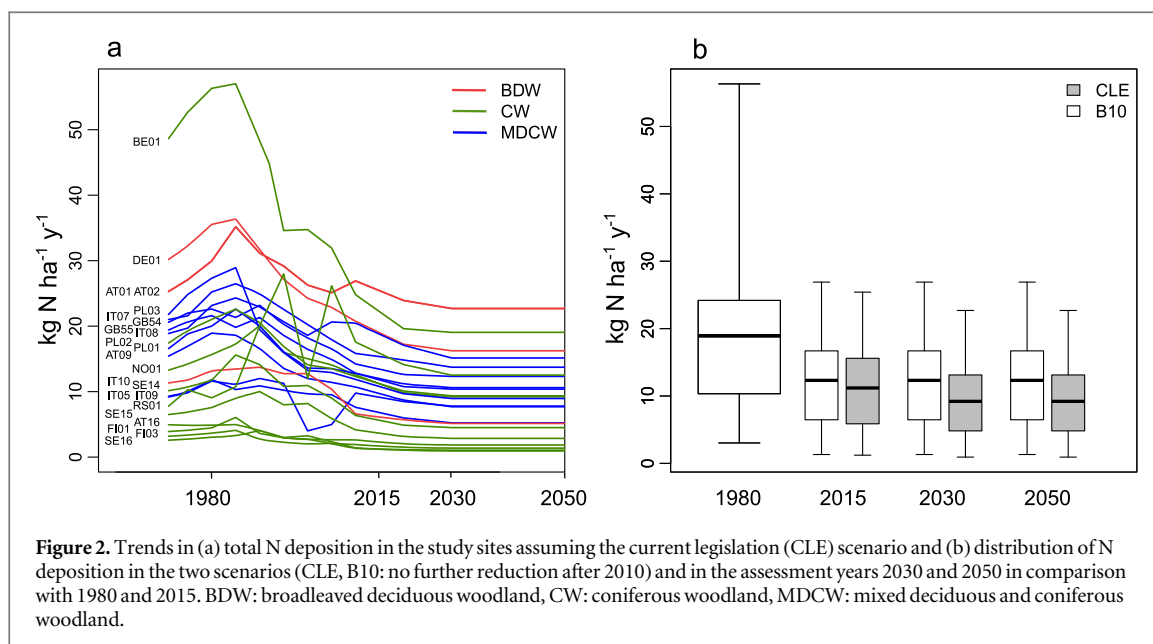 a
b
kg N ha⁻¹ y⁻¹
50
40
30
20
10
0
BE01
DE01
AT01 AT02
IT07 PL03
GB54
GB55 IT08
PL02 PL01
AT09
NO01
IT10 SE14
IT05 IT09
RS01
SE15
AT16
FI01 FI03
SE16
BDW
CW
MDCW
1980 2015 2030 2050
kg N ha⁻¹ y⁻¹
50
40
30
20
10
0
CLE
B10
1980 2015 2030 2050
Figure 2. Trends in (a) total N deposition in the study sites assuming the current legislation (CLE) scenario and (b) distribution of N
deposition in the two scenarios (CLE, B10: no further reduction after 2010) and in the assessment years 2030 and 2050 in comparison
with 1980 and 2015. BDW: broadleaved deciduous woodland, CW: coniferous woodland, MDCW: mixed deciduous and coniferous
woodland.